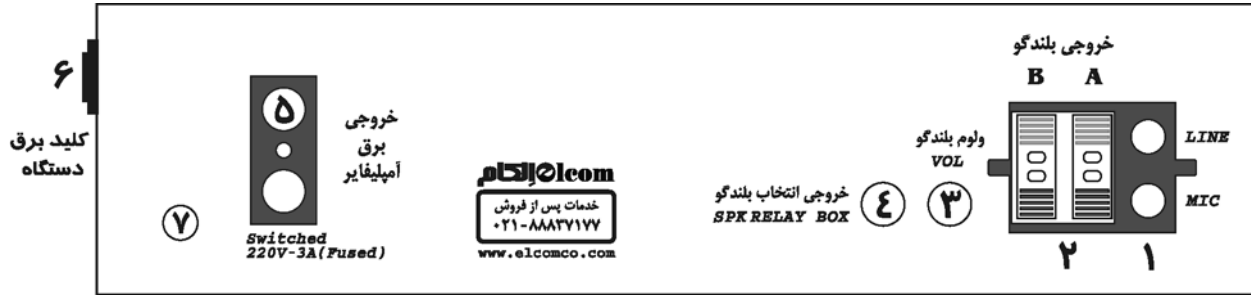 خروجی بلندگو
B A
LINE
MIC
۲ ۱
ولوم بلندگو
VOL
۳
۴
خروجی انتخاب بلندگو
SPK RELAY BOX
اِلکام elcom
خدمات پس از فروش
۰۲۱-۸۸۸۳۷۱۷۷
www.elcomco.com
۵
خروجی
برق
آمپلیفایر
Switched
220V-3A(Fused)
۷
۶
کلید برق
دستگاه